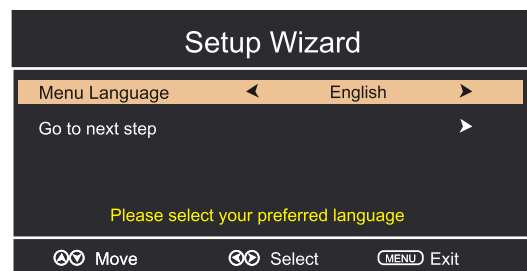 Setup Wizard
Menu Language English
Go to next step
Please select your preferred language
Move Select MENU Exit